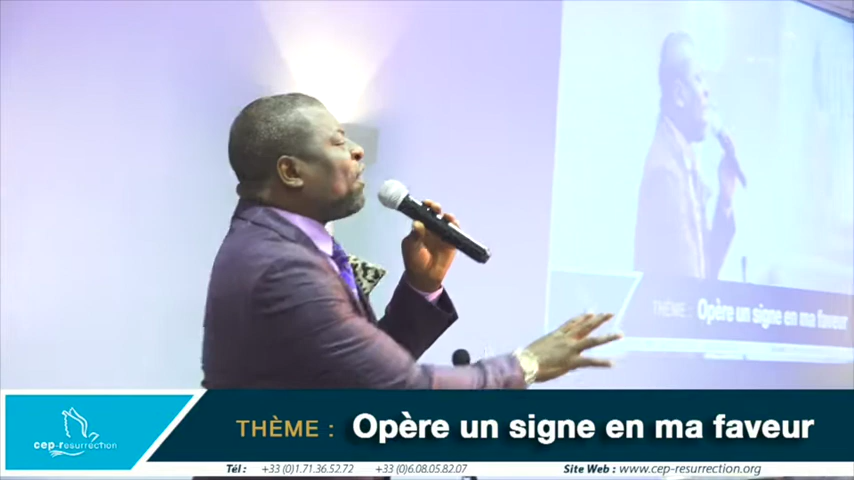 THÈME : Opère un signe en ma faveur
THÈME : Opère un signe en ma faveur
cep-resurrection
Tél : +33 (0)1.71.36.52.72 +33 (0)6.08.05.82.07 Site Web : www.cep-resurrection.org